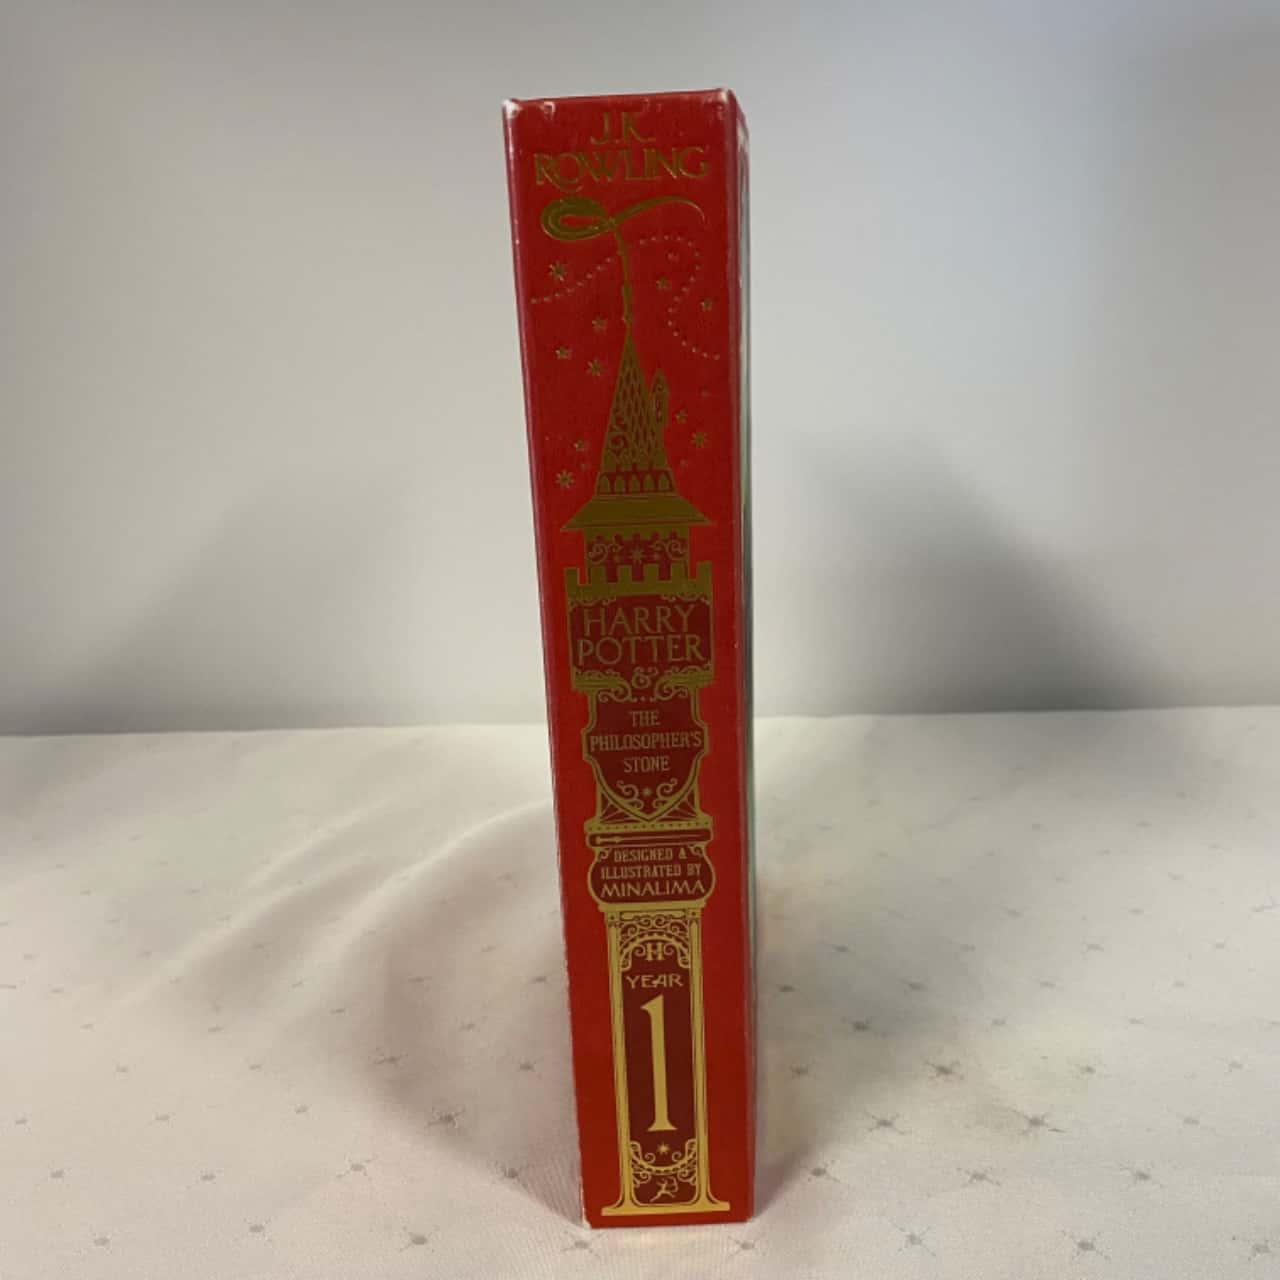 J.K.
ROWLING
HARRY
POTTER
&
THE
PHILOSOPHER'S
STONE
DESIGNED &
ILLUSTRATED BY
MINALIMA
H
YEAR
1